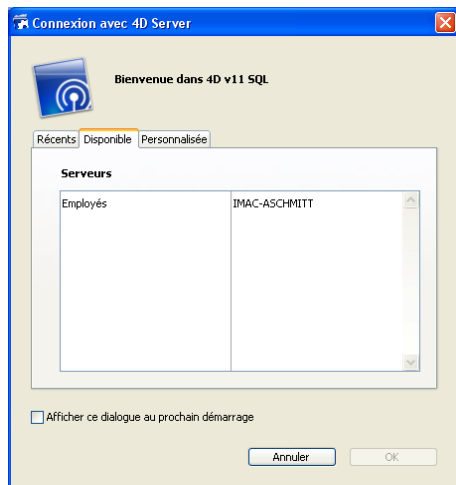 Connexion avec 4D Server
Bienvenue dans 4D v11 SQL
Récents Disponible Personnalisée
Serveurs
Employés IMAC-ASCHMITT
Afficher ce dialogue au prochain démarrage
Annuler OK